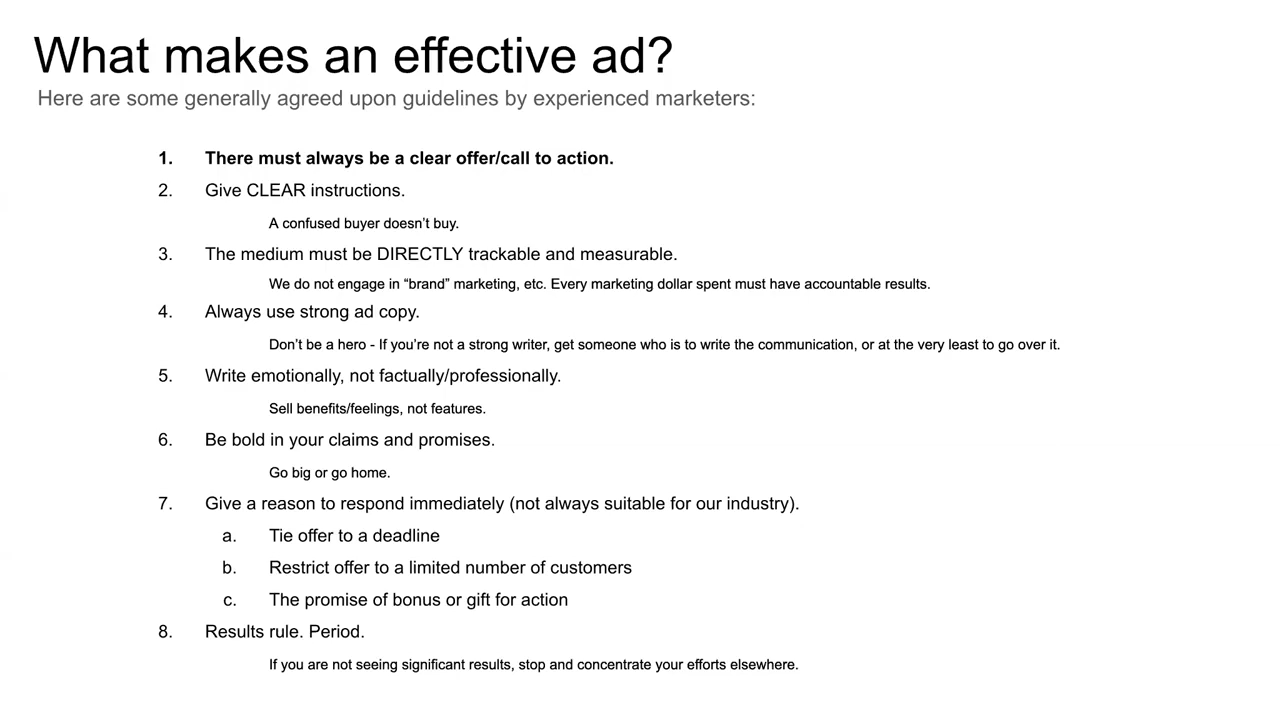 What makes an effective ad?
Here are some generally agreed upon guidelines by experienced marketers:
1. There must always be a clear offer/call to action.
2. Give CLEAR instructions.
A confused buyer doesn’t buy.
3. The medium must be DIRECTLY trackable and measurable.
We do not engage in “brand” marketing, etc. Every marketing dollar spent must have accountable results.
4. Always use strong ad copy.
Don’t be a hero - If you’re not a strong writer, get someone who is to write the communication, or at the very least to go over it.
5. Write emotionally, not factually/professionally.
Sell benefits/feelings, not features.
6. Be bold in your claims and promises.
Go big or go home.
7. Give a reason to respond immediately (not always suitable for our industry).
a. Tie offer to a deadline
b. Restrict offer to a limited number of customers
c. The promise of bonus or gift for action
8. Results rule. Period.
If you are not seeing significant results, stop and concentrate your efforts elsewhere.